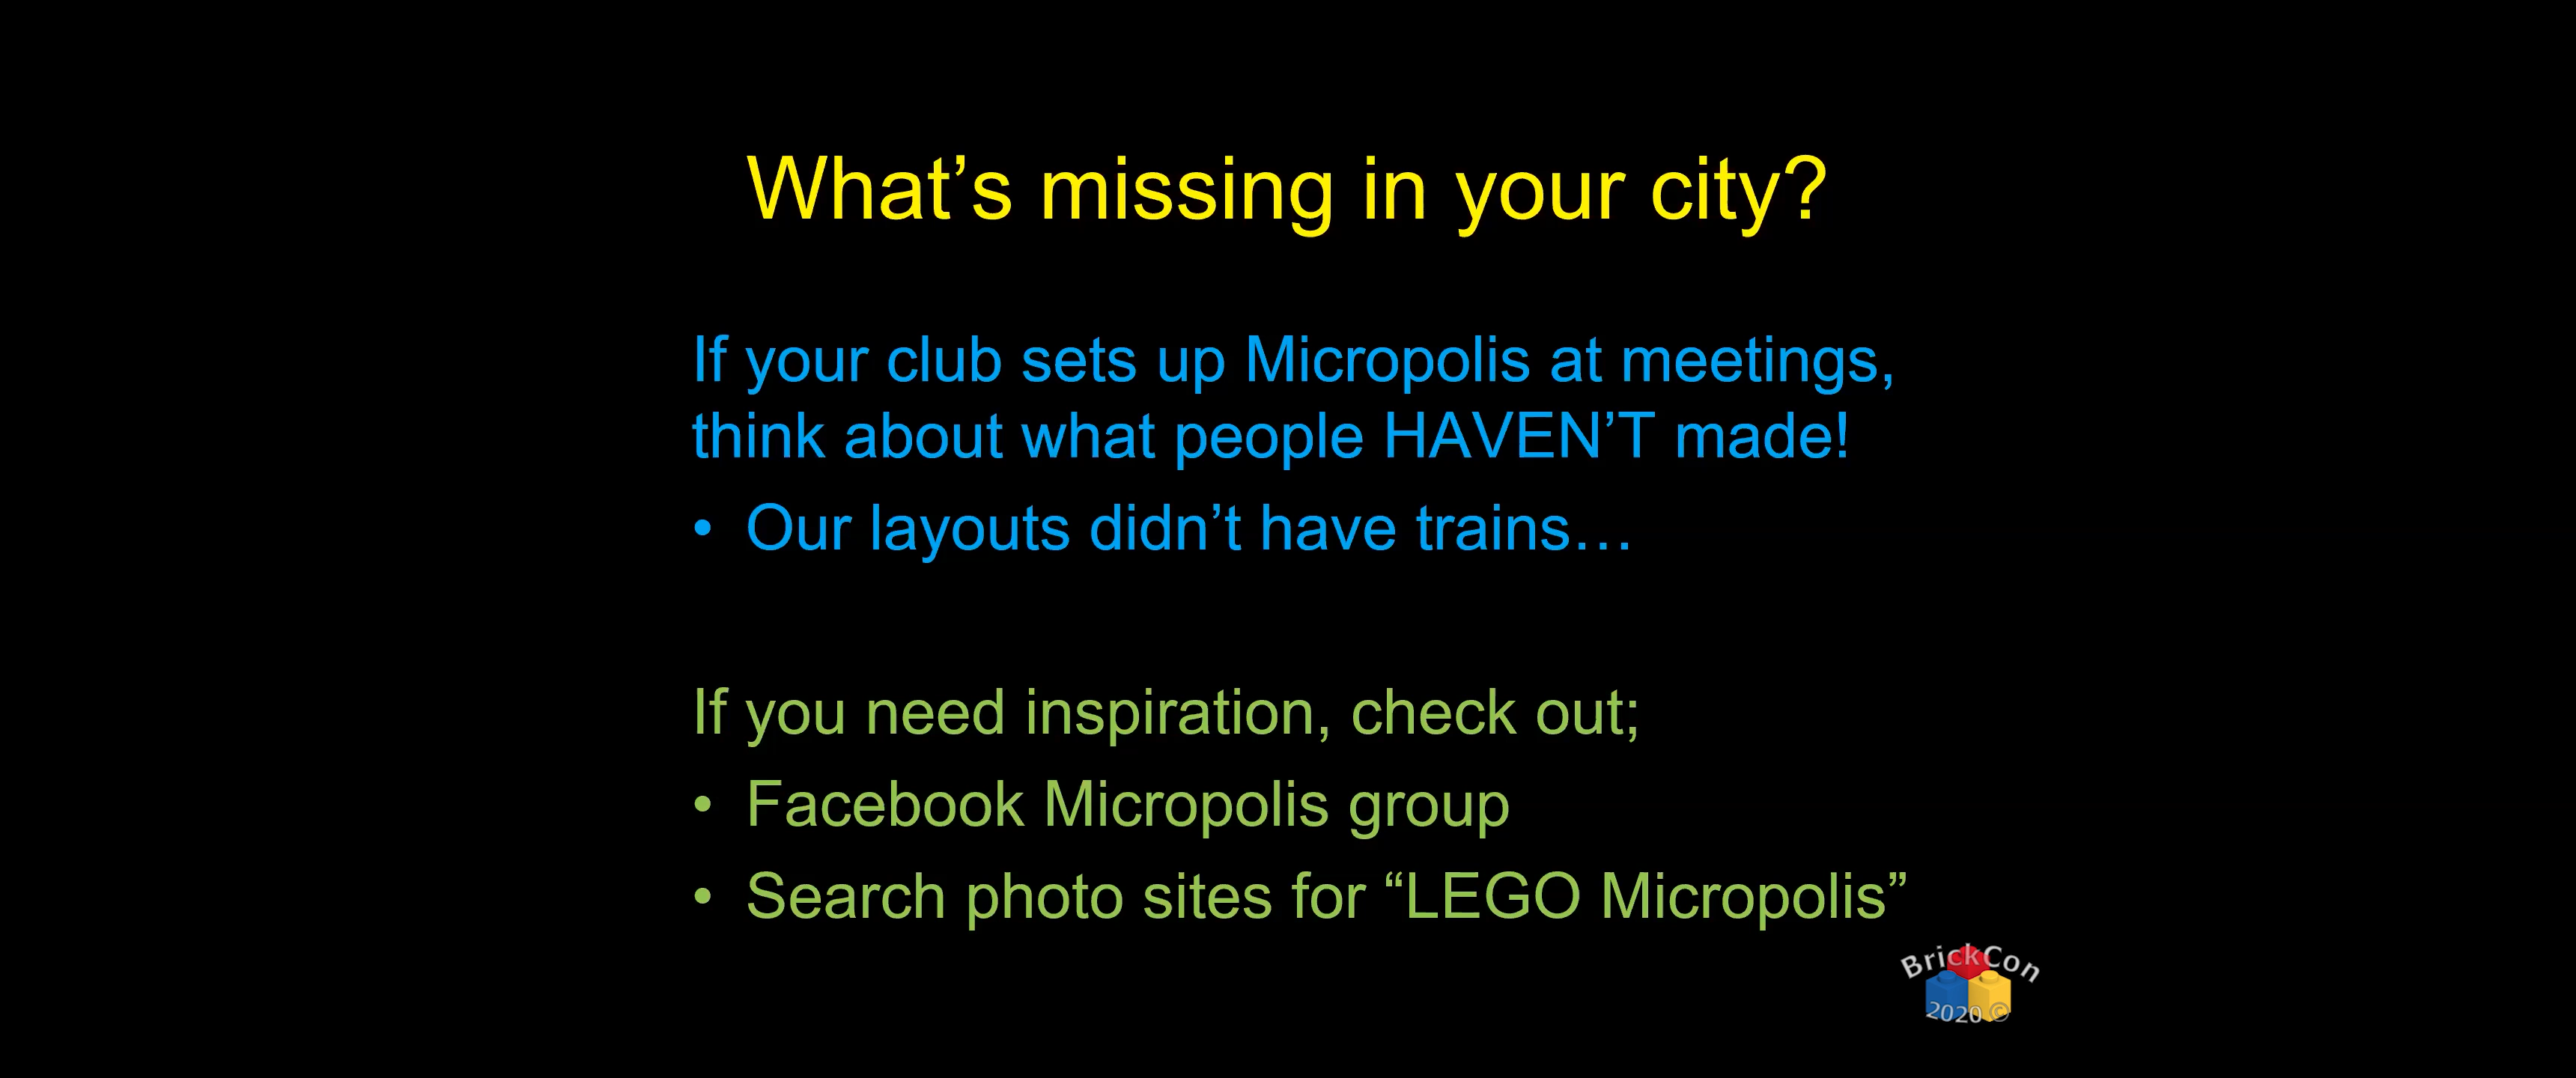 What’s missing in your city?
If your club sets up Micropolis at meetings,
think about what people HAVEN’T made!
• Our layouts didn’t have trains…
If you need inspiration, check out;
• Facebook Micropolis group
• Search photo sites for “LEGO Micropolis”
BrickCon
2020 ©